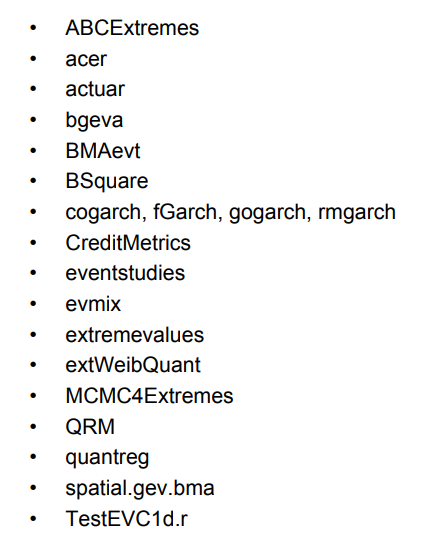 • ABCExtremes
• acer
• actuar
• bgeva
• BMAevt
• BSquare
• cogarch, fGarch, gogarch, rmgarch
• CreditMetrics
• eventstudies
• evmix
• extremevalues
• extWeibQuant
• MCMC4Extremes
• QRM
• quantreg
• spatial.gev.bma
• TestEVC1d.r